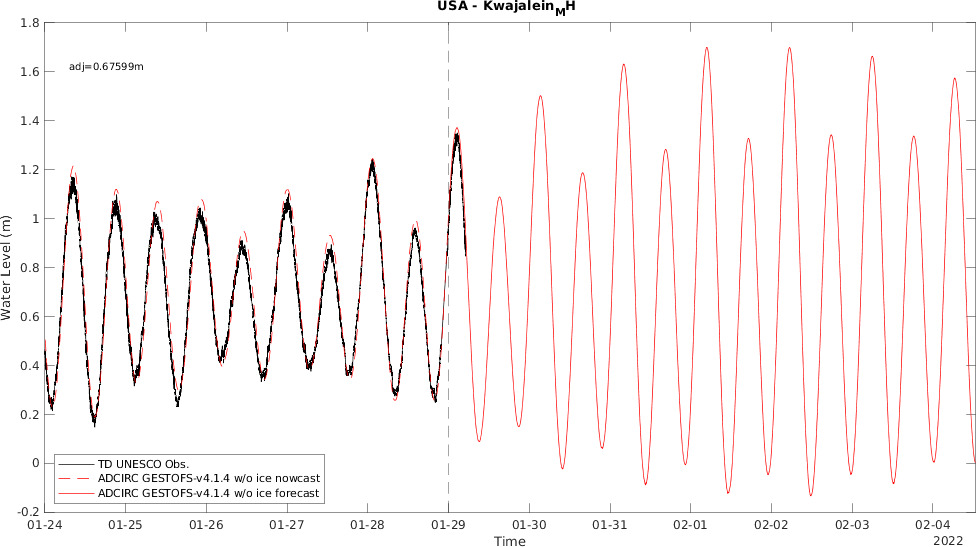 USA - Kwajalein_MH
1.8
1.6
1.4
1.2
1
0.8
0.6
0.4
0.2
0
-0.2
Water Level (m)
adj=0.67599m
TD UNESCO Obs.
ADCIRC GESTOFS-v4.1.4 w/o ice nowcast
ADCIRC GESTOFS-v4.1.4 w/o ice forecast
01-24 01-25 01-26 01-27 01-28 01-29 01-30 01-31 02-01 02-02 02-03 02-04
Time
2022